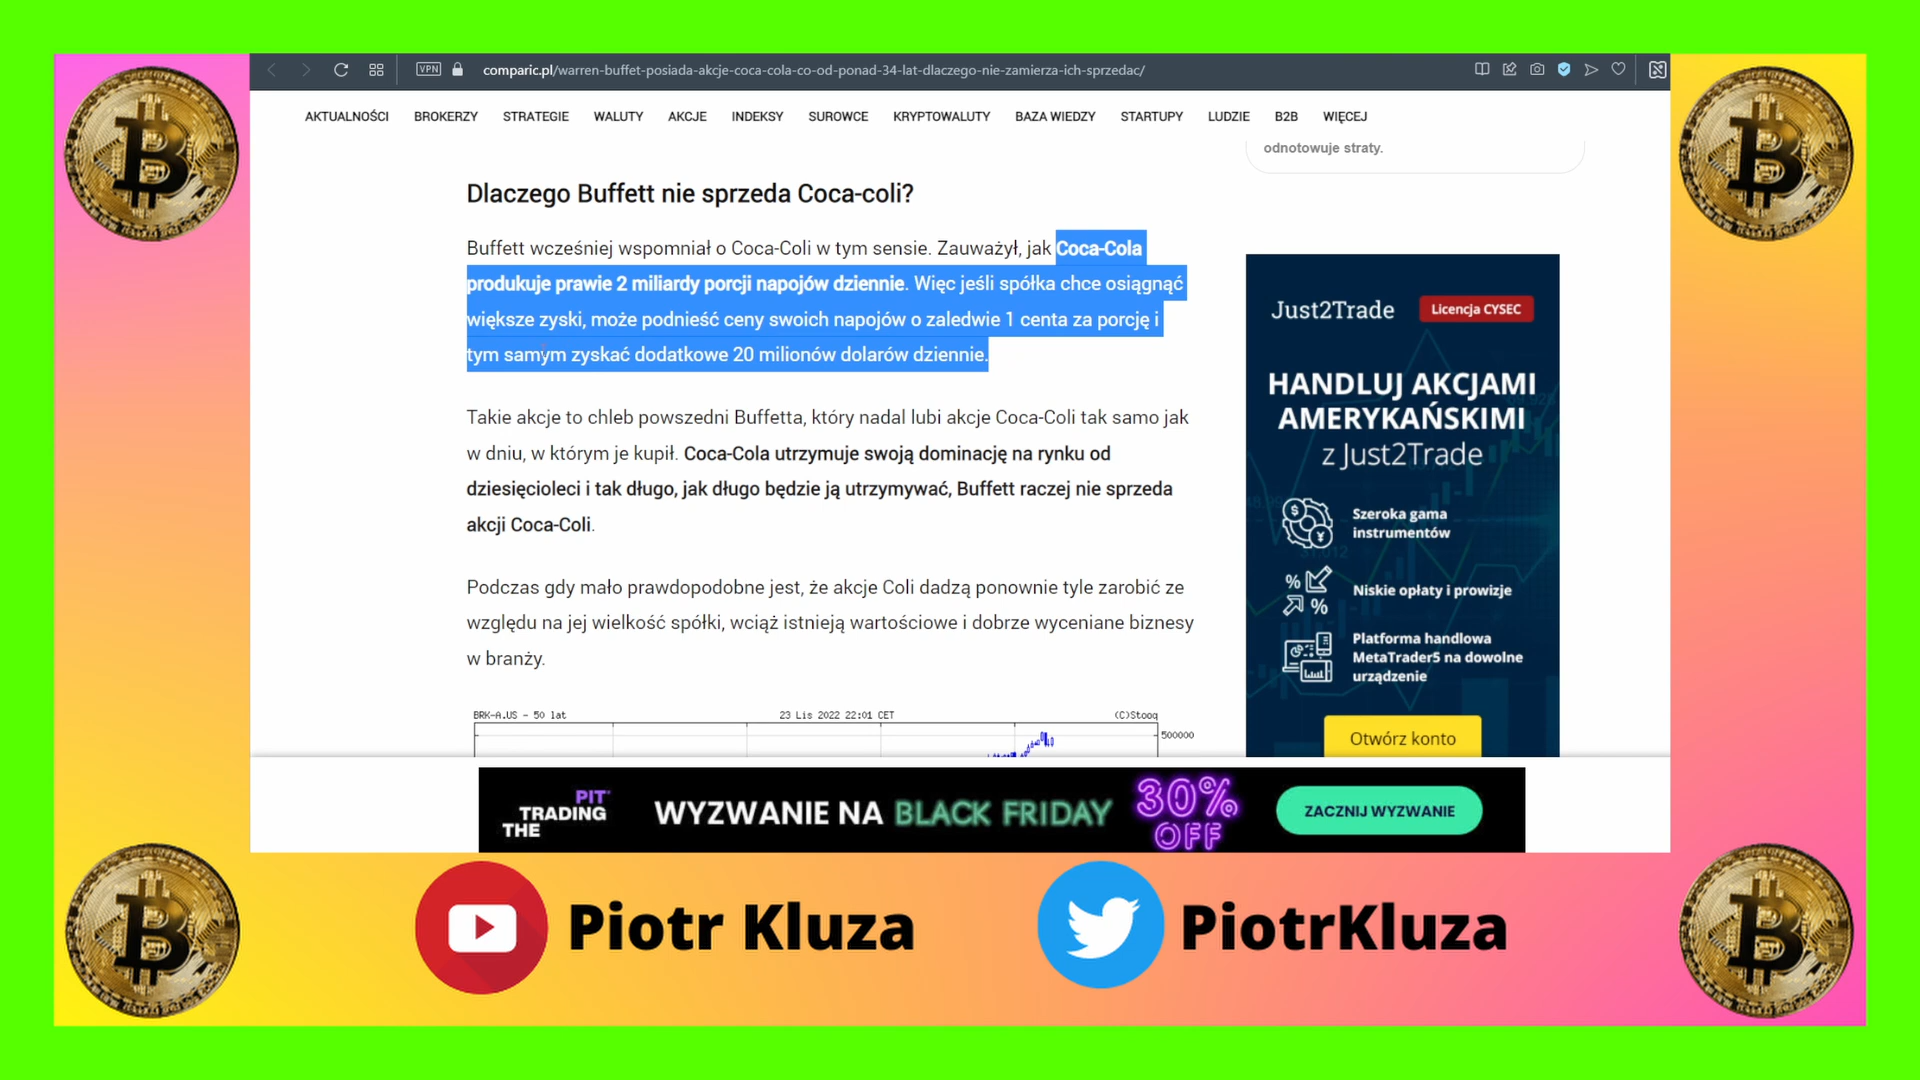 VPN comparic.pl/warren-buffet-posiada-akcje-coca-cola-co-od-ponad-34-lat-dlaczego-nie-zamierza-ich-sprzedac/
AKTUALNOŚCI BROKERZY STRATEGIE WALUTY AKCJE INDEKSY SUROWCE KRYPTOWALUTY BAZA WIEDZY STARTUPY LUDZIE B2B WIĘCEJ
odnotowuje straty.
Dlaczego Buffett nie sprzeda Coca-coli?
Buffett wcześniej wspomniał o Coca-Coli w tym sensie. Zauważył, jak Coca-Cola
produkuje prawie 2 miliardy porcji napojów dziennie. Więc jeśli spółka chce osiągnąć
większe zyski, może podnieść ceny swoich napojów o zaledwie 1 centa za porcję i
tym samym zyskać dodatkowe 20 milionów dolarów dziennie.
Takie akcje to chleb powszedni Buffetta, który nadal lubi akcje Coca-Coli tak samo jak
w dniu, w którym je kupił. Coca-Cola utrzymuje swoją dominację na rynku od
dziesięcioleci i tak długo, jak długo będzie ją utrzymywać, Buffett raczej nie sprzeda
akcji Coca-Coli.
Podczas gdy mało prawdopodobne jest, że akcje Coli dadzą ponownie tyle zarobić ze
względu na jej wielkość spółki, wciąż istnieją wartościowe i dobrze wyceniane biznesy
w branży.
BRK-A.US - 50 lat 23 Lis 2022 22:01 CET (C)Stooq
500000
Just2Trade Licencja CYSEC
HANDLUJ AKCJAMI
AMERYKAŃSKIMI
z Just2Trade
Szeroka gama
instrumentów
Niskie opłaty i prowizje
Platforma handlowa
MetaTrader5 na dowolne
urządzenie
Otwórz konto
PIT
TRADING
THE
WYZWANIE NA BLACK FRIDAY
30%
OFF
ZACZNIJ WYZWANIE
Piotr Kluza
PiotrKluza